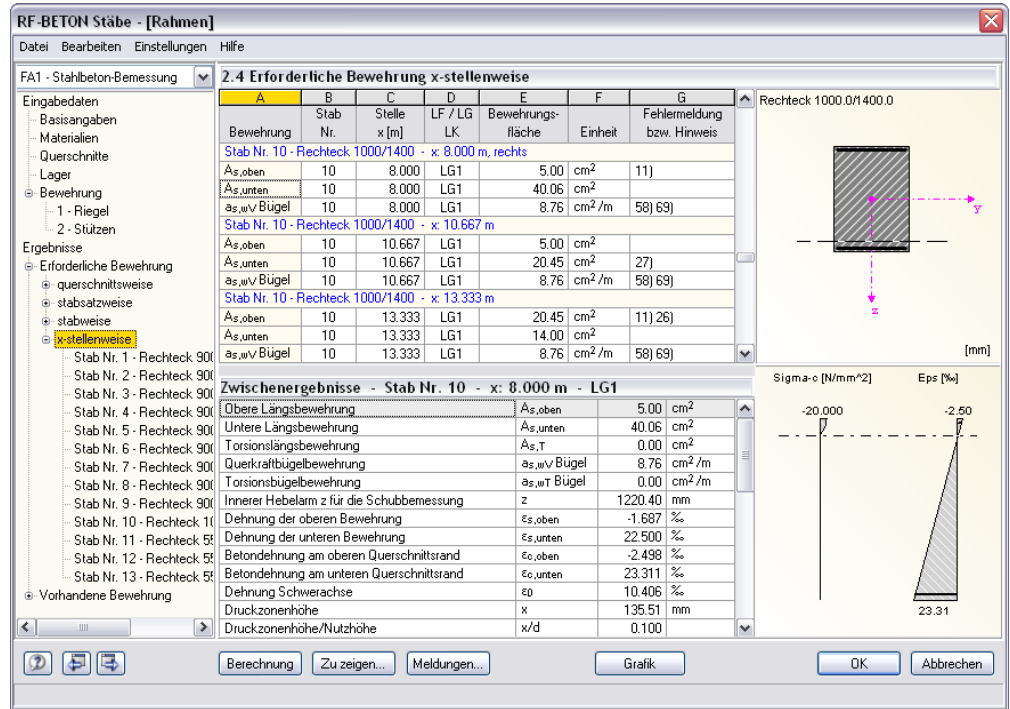 RF-BETON Stäbe - [Rahmen]
Datei Bearbeiten Einstellungen Hilfe
FA1 - Stahlbeton-Bemessung
Eingabedaten
Basisangaben
Materialien
Querschnitte
Lager
Bewehrung
1 - Riegel
2 - Stützen
Ergebnisse
Erforderliche Bewehrung
querschnittsweise
stabsatzweise
stabweise
x-stellenweise
Stab Nr. 1 - Rechteck 900
Stab Nr. 2 - Rechteck 900
Stab Nr. 3 - Rechteck 900
Stab Nr. 4 - Rechteck 900
Stab Nr. 5 - Rechteck 900
Stab Nr. 6 - Rechteck 900
Stab Nr. 7 - Rechteck 900
Stab Nr. 8 - Rechteck 900
Stab Nr. 9 - Rechteck 900
Stab Nr. 10 - Rechteck 10
Stab Nr. 11 - Rechteck 55
Stab Nr. 12 - Rechteck 55
Stab Nr. 13 - Rechteck 55
Vorhandene Bewehrung
2.4 Erforderliche Bewehrung x-stellenweise
A B C D E F G
Stab Stelle LF / LG Bewehrungs- Fehlermeldung
Bewehrung Nr. x [m] LK fläche Einheit bzw. Hinweis
Stab Nr. 10 - Rechteck 1000/1400 - x: 8.000 m, rechts
As,oben 10 8.000 LG1 5.00 cm² 11)
As,unten 10 8.000 LG1 40.06 cm²
as,wV Bügel 10 8.000 LG1 8.76 cm²/m 58) 69)
Stab Nr. 10 - Rechteck 1000/1400 - x: 10.667 m
As,oben 10 10.667 LG1 5.00 cm²
As,unten 10 10.667 LG1 20.45 cm² 27)
as,wV Bügel 10 10.667 LG1 8.76 cm²/m 58) 69)
Stab Nr. 10 - Rechteck 1000/1400 - x: 13.333 m
As,oben 10 13.333 LG1 20.45 cm² 11) 26)
As,unten 10 13.333 LG1 14.00 cm²
as,wV Bügel 10 13.333 LG1 8.76 cm²/m 58) 69)
Zwischenergebnisse - Stab Nr. 10 - x: 8.000 m - LG1
Obere Längsbewehrung As,oben 5.00 cm²
Untere Längsbewehrung As,unten 40.06 cm²
Torsionslängsbewehrung As,T 0.00 cm²
Querkraftbügelbewehrung as,wV Bügel 8.76 cm²/m
Torsionsbügelbewehrung as,wT Bügel 0.00 cm²/m
Innerer Hebelarm z für die Schubbemessung z 1220.40 mm
Dehnung der oberen Bewehrung εs,oben -1.687 ‰
Dehnung der unteren Bewehrung εs,unten 22.500 ‰
Betondehnung am oberen Querschnittsrand εc,oben -2.498 ‰
Betondehnung am unteren Querschnittsrand εc,unten 23.311 ‰
Dehnung Schwerachse ε0 10.406 ‰
Druckzonenhöhe x 135.51 mm
Druckzonenhöhe/Nutzhöhe x/d 0.100
Rechteck 1000.0/1400.0
y
z
[mm]
Sigma-c [N/mm^2] Eps [‰]
-20.000 -2.50
23.31
Berechnung Zu zeigen... Meldungen... Grafik OK Abbrechen